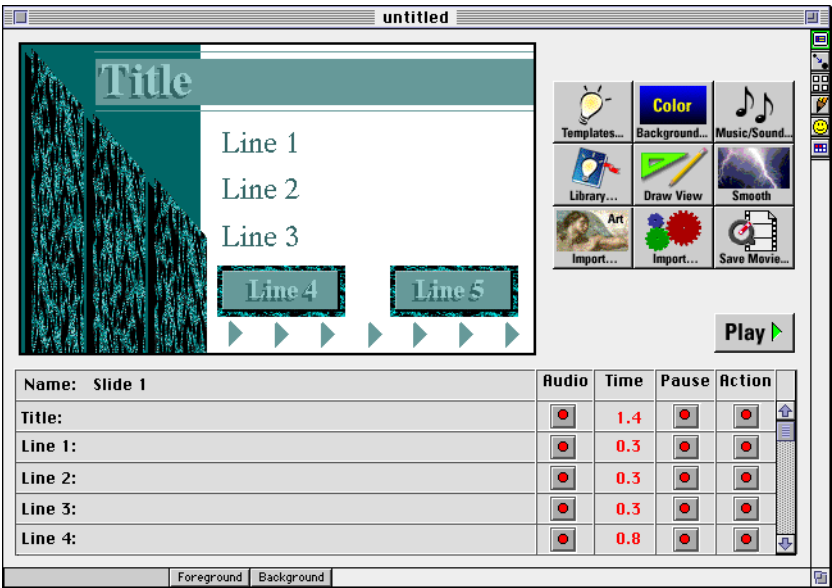 untitled
Title
Line 1
Line 2
Line 3
Line 4 Line 5
Templates... Color Background... Music/Sound...
Library... Draw View Smooth
Art Import... Import... Save Movie...
Play
Name: Slide 1 Audio Time Pause Action
Title: 1.4
Line 1: 0.3
Line 2: 0.3
Line 3: 0.3
Line 4: 0.8
Foreground Background